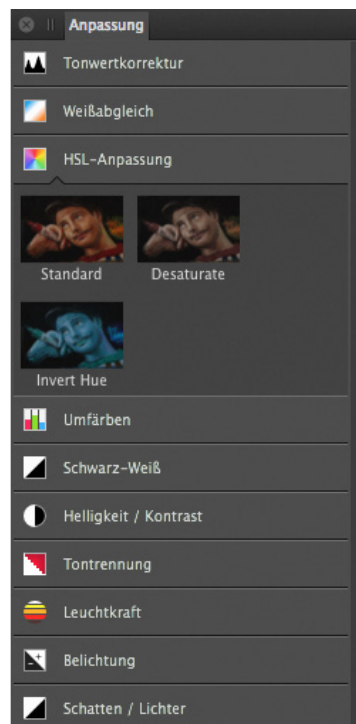 Anpassung
Tonwertkorrektur
Weißabgleich
HSL-Anpassung
Standard
Desaturate
Invert Hue
Umfärben
Schwarz-Weiß
Helligkeit / Kontrast
Tontrennung
Leuchtkraft
Belichtung
Schatten / Lichter